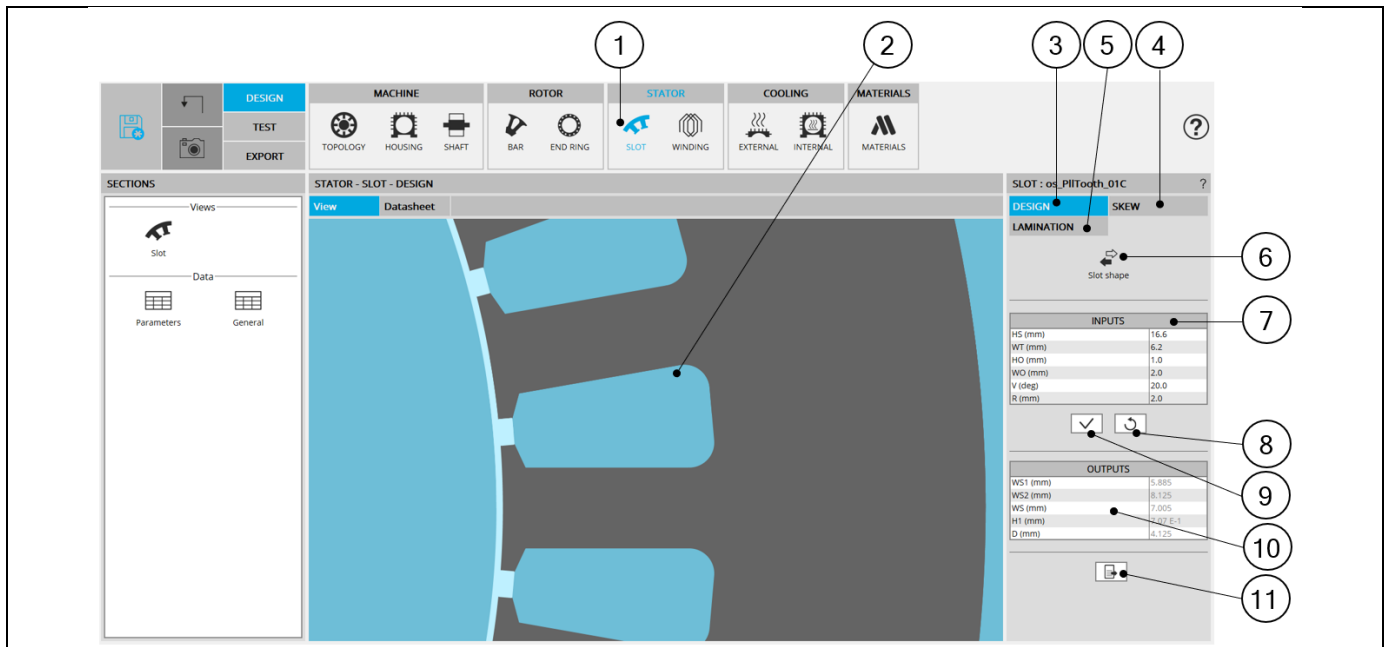 1
2
3
5
4
DESIGN
TEST
EXPORT
MACHINE
TOPOLOGY
HOUSING
SHAFT
ROTOR
BAR
END RING
STATOR
SLOT
WINDING
COOLING
EXTERNAL
INTERNAL
MATERIALS
MATERIALS
?
SECTIONS
Views
Slot
Data
Parameters
General
STATOR - SLOT - DESIGN
View
Datasheet
SLOT : os_PllTooth_01C
?
DESIGN
SKEW
LAMINATION
Slot shape
6
INPUTS
7
HS (mm) 16.6
WT (mm) 6.2
HO (mm) 1.0
WO (mm) 2.0
V (deg) 20.0
R (mm) 2.0
8
OUTPUTS
WS1 (mm) 5.885
WS2 (mm) 8.125
WS (mm) 7.005
H1 (mm) 7.07 E-1
D (mm) 4.125
9
10
11